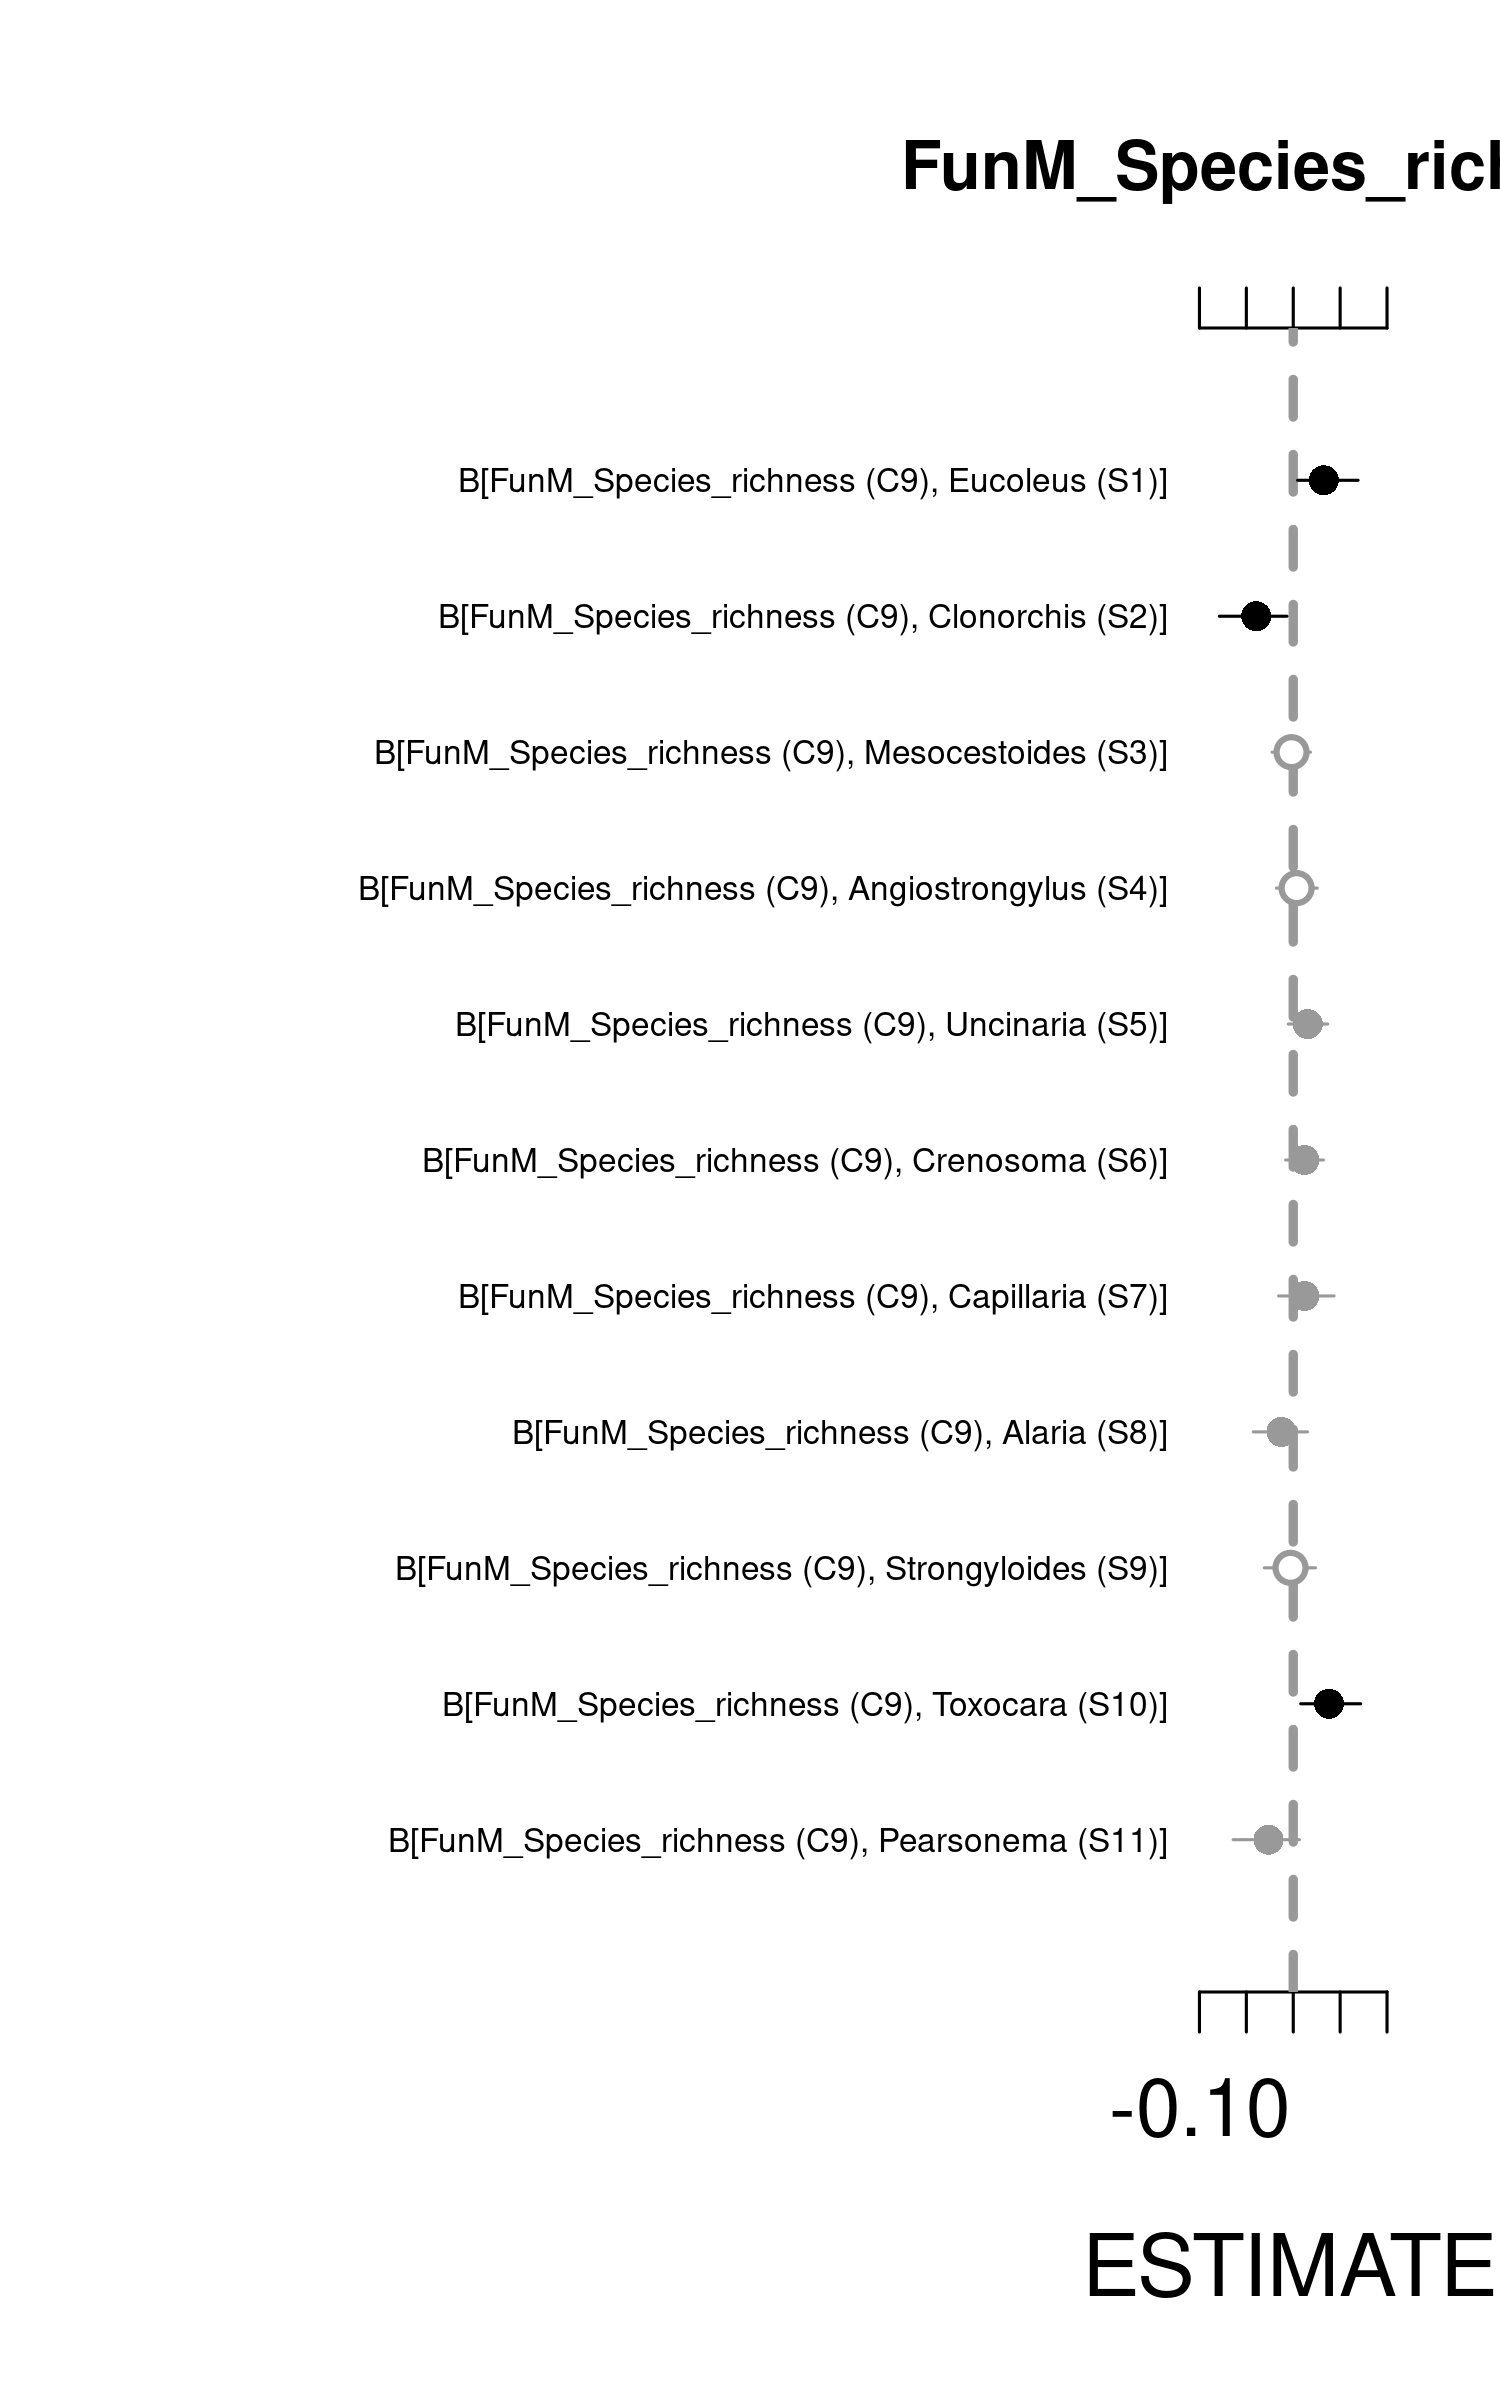 FunM_Species_rich
B[FunM_Species_richness (C9), Eucoleus (S1)]
B[FunM_Species_richness (C9), Clonorchis (S2)]
B[FunM_Species_richness (C9), Mesocestoides (S3)]
B[FunM_Species_richness (C9), Angiostrongylus (S4)]
B[FunM_Species_richness (C9), Uncinaria (S5)]
B[FunM_Species_richness (C9), Crenosoma (S6)]
B[FunM_Species_richness (C9), Capillaria (S7)]
B[FunM_Species_richness (C9), Alaria (S8)]
B[FunM_Species_richness (C9), Strongyloides (S9)]
B[FunM_Species_richness (C9), Toxocara (S10)]
B[FunM_Species_richness (C9), Pearsonema (S11)]
-0.10
ESTIMATE